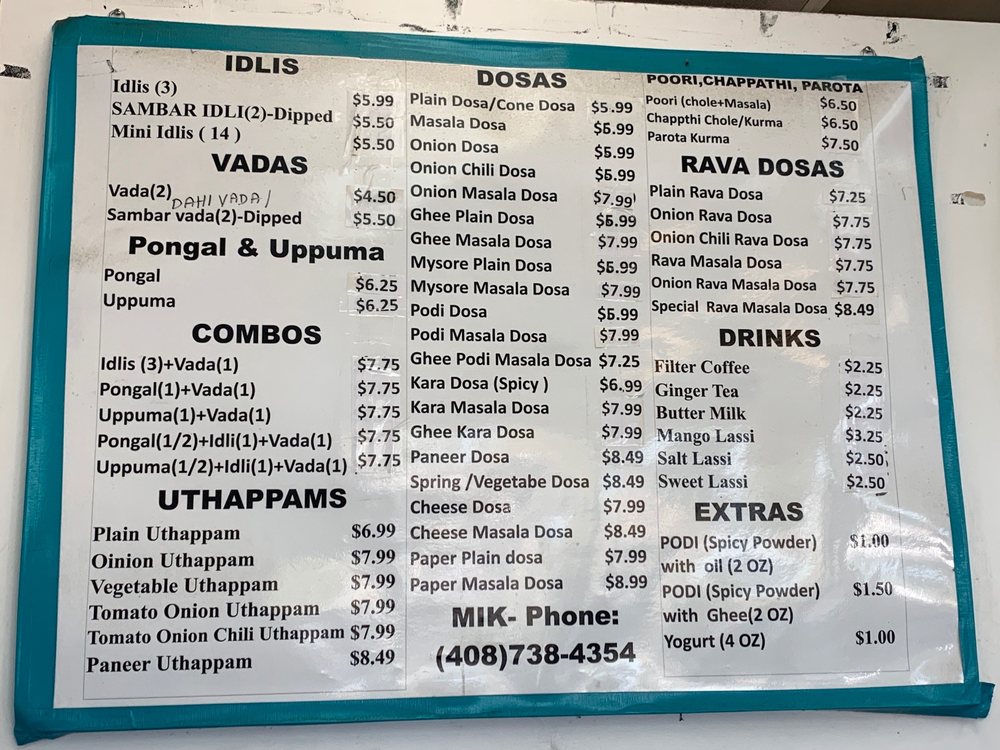 IDLIS
Idlis (3) $5.99
SAMBAR IDLI(2)-Dipped $5.50
Mini Idlis ( 14 ) $5.50
VADAS
Vada(2) DAHI VADA / $4.50
Sambar vada(2)-Dipped $5.50
Pongal & Uppuma
Pongal $6.25
Uppuma $6.25
COMBOS
Idlis (3)+Vada(1) $7.75
Pongal(1)+Vada(1) $7.75
Uppuma(1)+Vada(1) $7.75
Pongal(1/2)+Idli(1)+Vada(1) $7.75
Uppuma(1/2)+Idli(1)+Vada(1) $7.75
UTHAPPAMS
Plain Uthappam $6.99
Oinion Uthappam $7.99
Vegetable Uthappam $7.99
Tomato Onion Uthappam $7.99
Tomato Onion Chili Uthappam $7.99
Paneer Uthappam $8.49
DOSAS
Plain Dosa/Cone Dosa $5.99
Masala Dosa
Onion Dosa
Onion Chili Dosa
Onion Masala Dosa $7.99
Ghee Plain Dosa
Ghee Masala Dosa $7.99
Mysore Plain Dosa
Mysore Masala Dosa $7.99
Podi Dosa
Podi Masala Dosa $7.99
Ghee Podi Masala Dosa $7.25
Kara Dosa (Spicy ) $6.99
Kara Masala Dosa $7.99
Ghee Kara Dosa $7.99
Paneer Dosa $8.49
Spring /Vegetabe Dosa $8.49
Cheese Dosa $7.99
Cheese Masala Dosa $8.49
Paper Plain dosa $7.99
Paper Masala Dosa $8.99
MIK- Phone:
(408)738-4354
POORI,CHAPPATHI, PAROTA
Poori (chole+Masala) $6.50
Chappthi Chole/Kurma $6.50
Parota Kurma $7.50
RAVA DOSAS
Plain Rava Dosa $7.25
Onion Rava Dosa $7.75
Onion Chili Rava Dosa $7.75
Rava Masala Dosa $7.75
Onion Rava Masala Dosa $7.75
Special Rava Masala Dosa $8.49
DRINKS
Filter Coffee $2.25
Ginger Tea $2.25
Butter Milk $2.25
Mango Lassi $3.25
Salt Lassi $2.50
Sweet Lassi $2.50
EXTRAS
PODI (Spicy Powder) $1.00
with oil (2 OZ)
PODI (Spicy Powder) $1.50
with Ghee(2 OZ)
Yogurt (4 OZ) $1.00